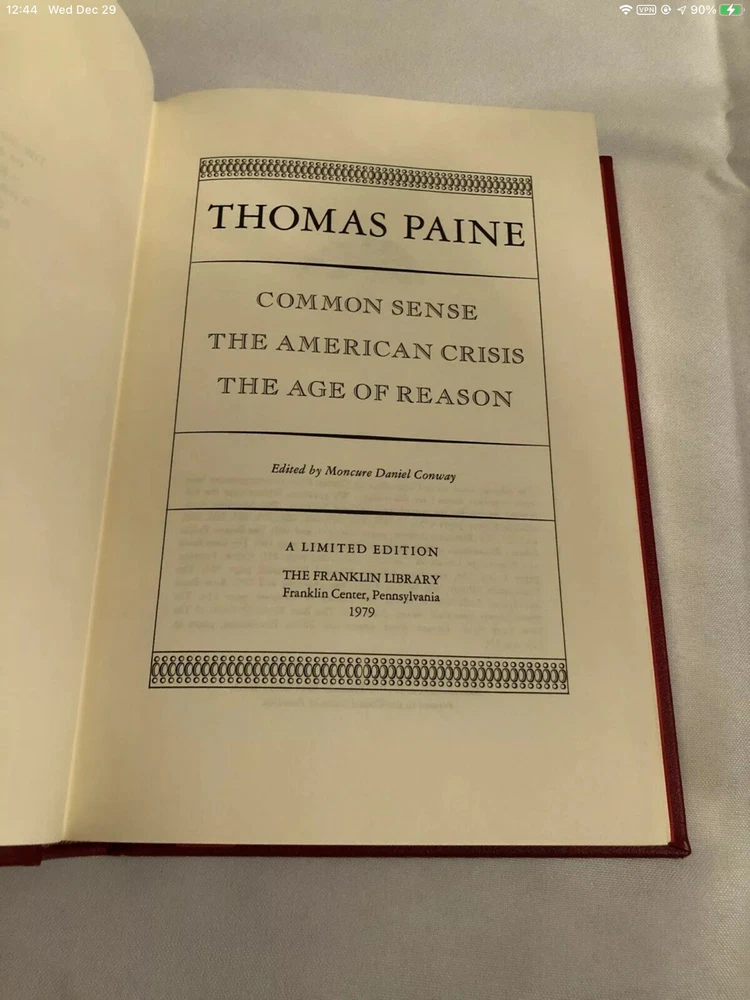 12:44 Wed Dec 29
VPN 90%
THOMAS PAINE
COMMON SENSE
THE AMERICAN CRISIS
THE AGE OF REASON
Edited by Moncure Daniel Conway
A LIMITED EDITION
THE FRANKLIN LIBRARY
Franklin Center, Pennsylvania
1979